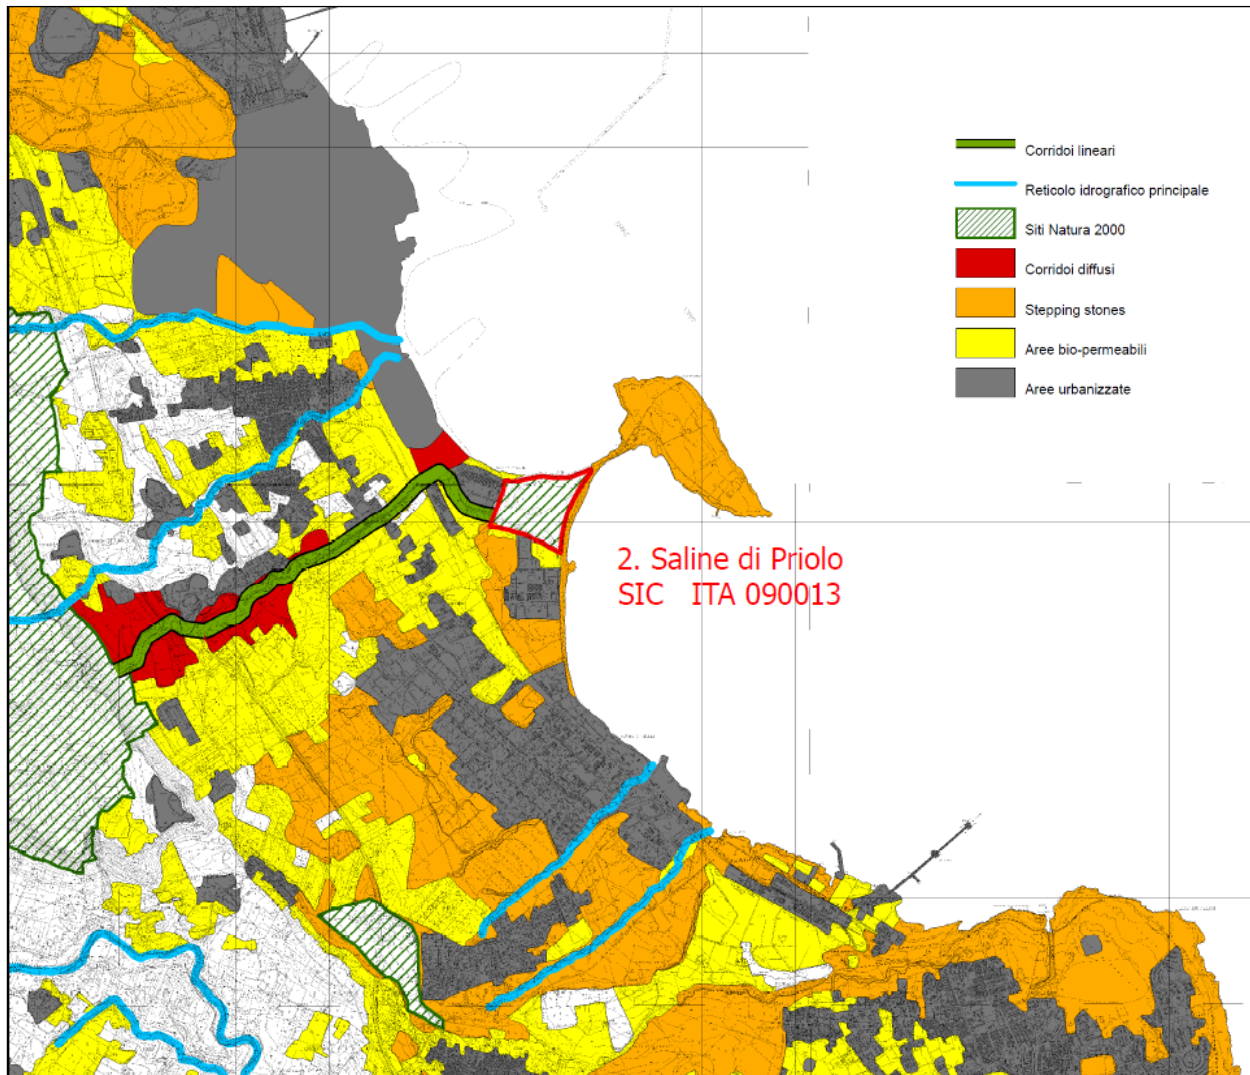 Corridoi lineari
Reticolo idrografico principale
Siti Natura 2000
Corridoi diffusi
Stepping stones
Aree bio-permeabili
Aree urbanizzate
2. Saline di Priolo
SIC ITA 090013